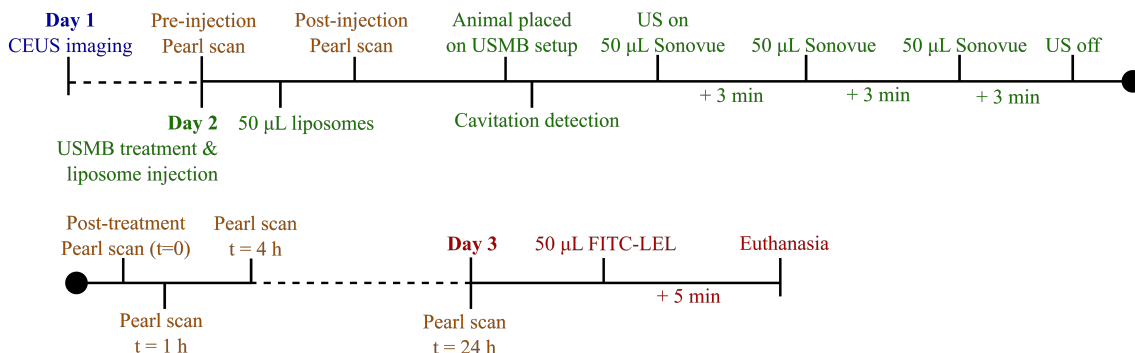 Day 1
CEUS imaging
Pre-injection
Pearl scan
Post-injection
Pearl scan
Animal placed
on USMB setup
US on
50 μL Sonovue
50 μL Sonovue
50 μL Sonovue
US off
+ 3 min
+ 3 min
+ 3 min
Day 2
USMB treatment &
liposome injection
50 μL liposomes
Cavitation detection
Post-treatment
Pearl scan (t=0)
Pearl scan
t = 4 h
Day 3
50 μL FITC-LEL
Euthanasia
+ 5 min
Pearl scan
t = 1 h
Pearl scan
t = 24 h